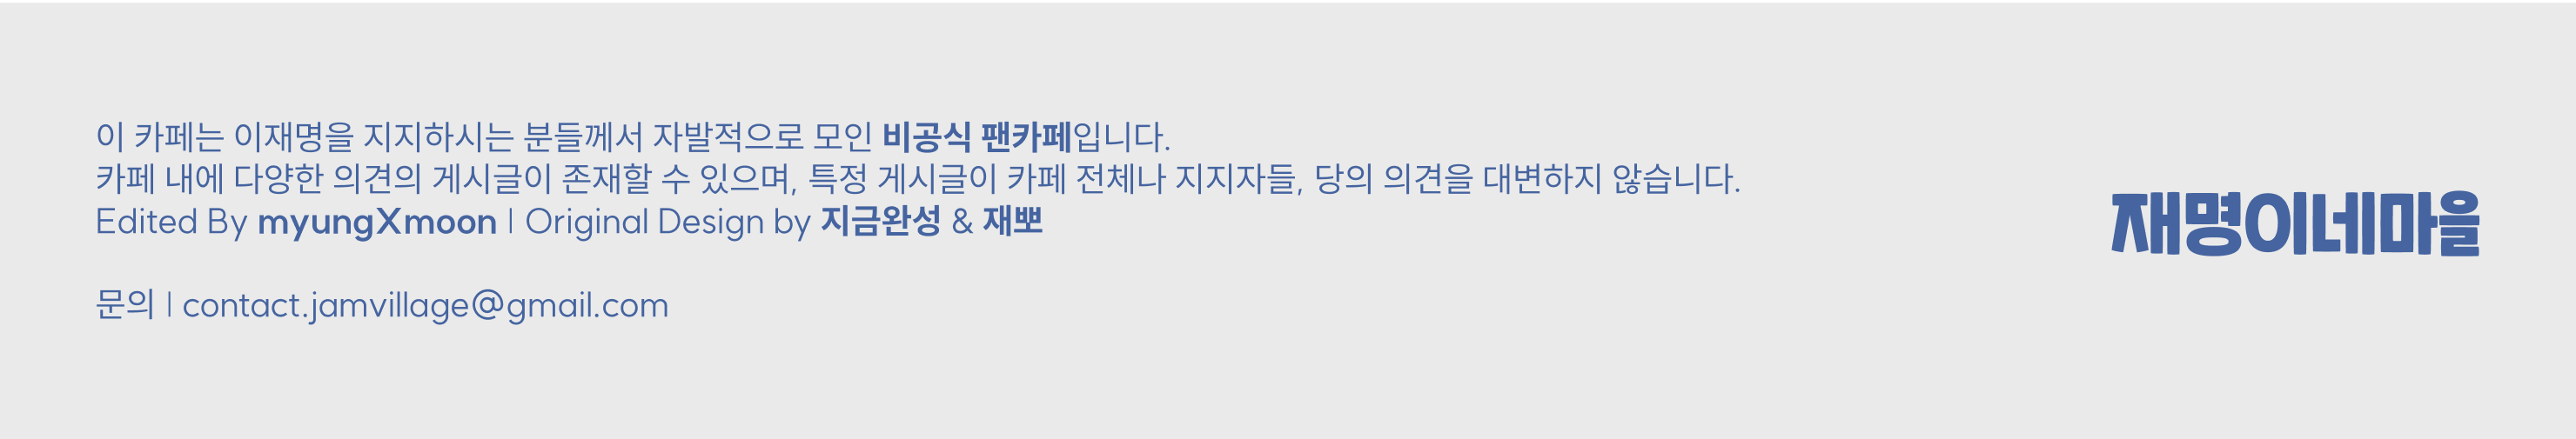 이 카페는 이재명을 지지하시는 분들께서 자발적으로 모인 비공식 팬카페입니다.
카페 내에 다양한 의견의 게시글이 존재할 수 있으며, 특정 게시글이 카페 전체나 지지자들, 당의 의견을 대변하지 않습니다.
Edited By myungXmoon | Original Design by 지금완성 & 재뽀
문의 | contact.jamvillage@gmail.com
재명이네마을